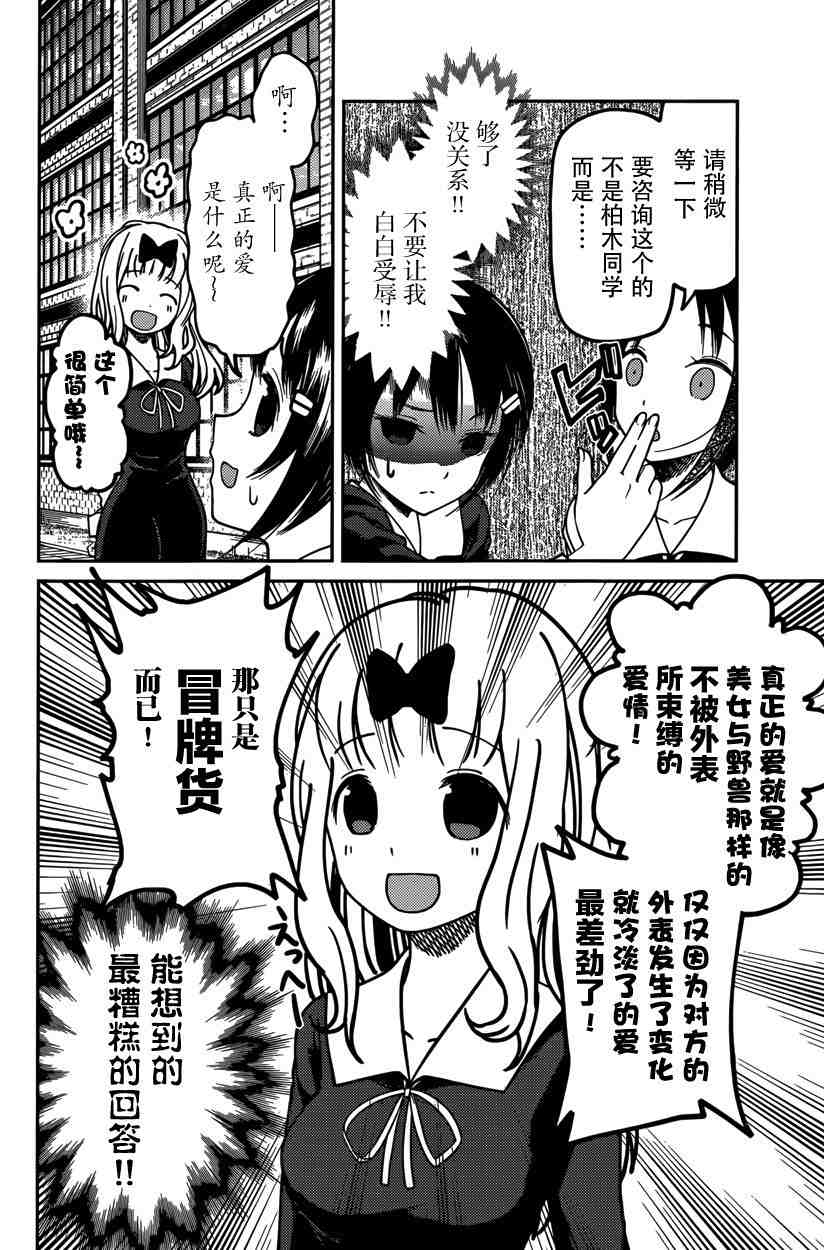 请稍微
等一下
要咨询这个的
不是柏木同学
而是……
够了
没关系!!
不要让我
白白受辱!!
啊…
啊——
真正的爱
是什么呢~
这个
很简单哦~
真正的爱就是像
美女与野兽那样的
不被外表
所束缚的
爱情！
仅仅因为对方的
外表发生了变化
就冷淡了的爱
最差劲了！
那只是
冒牌货
而已！
えっへー
能想到的
最糟糕的回答!!